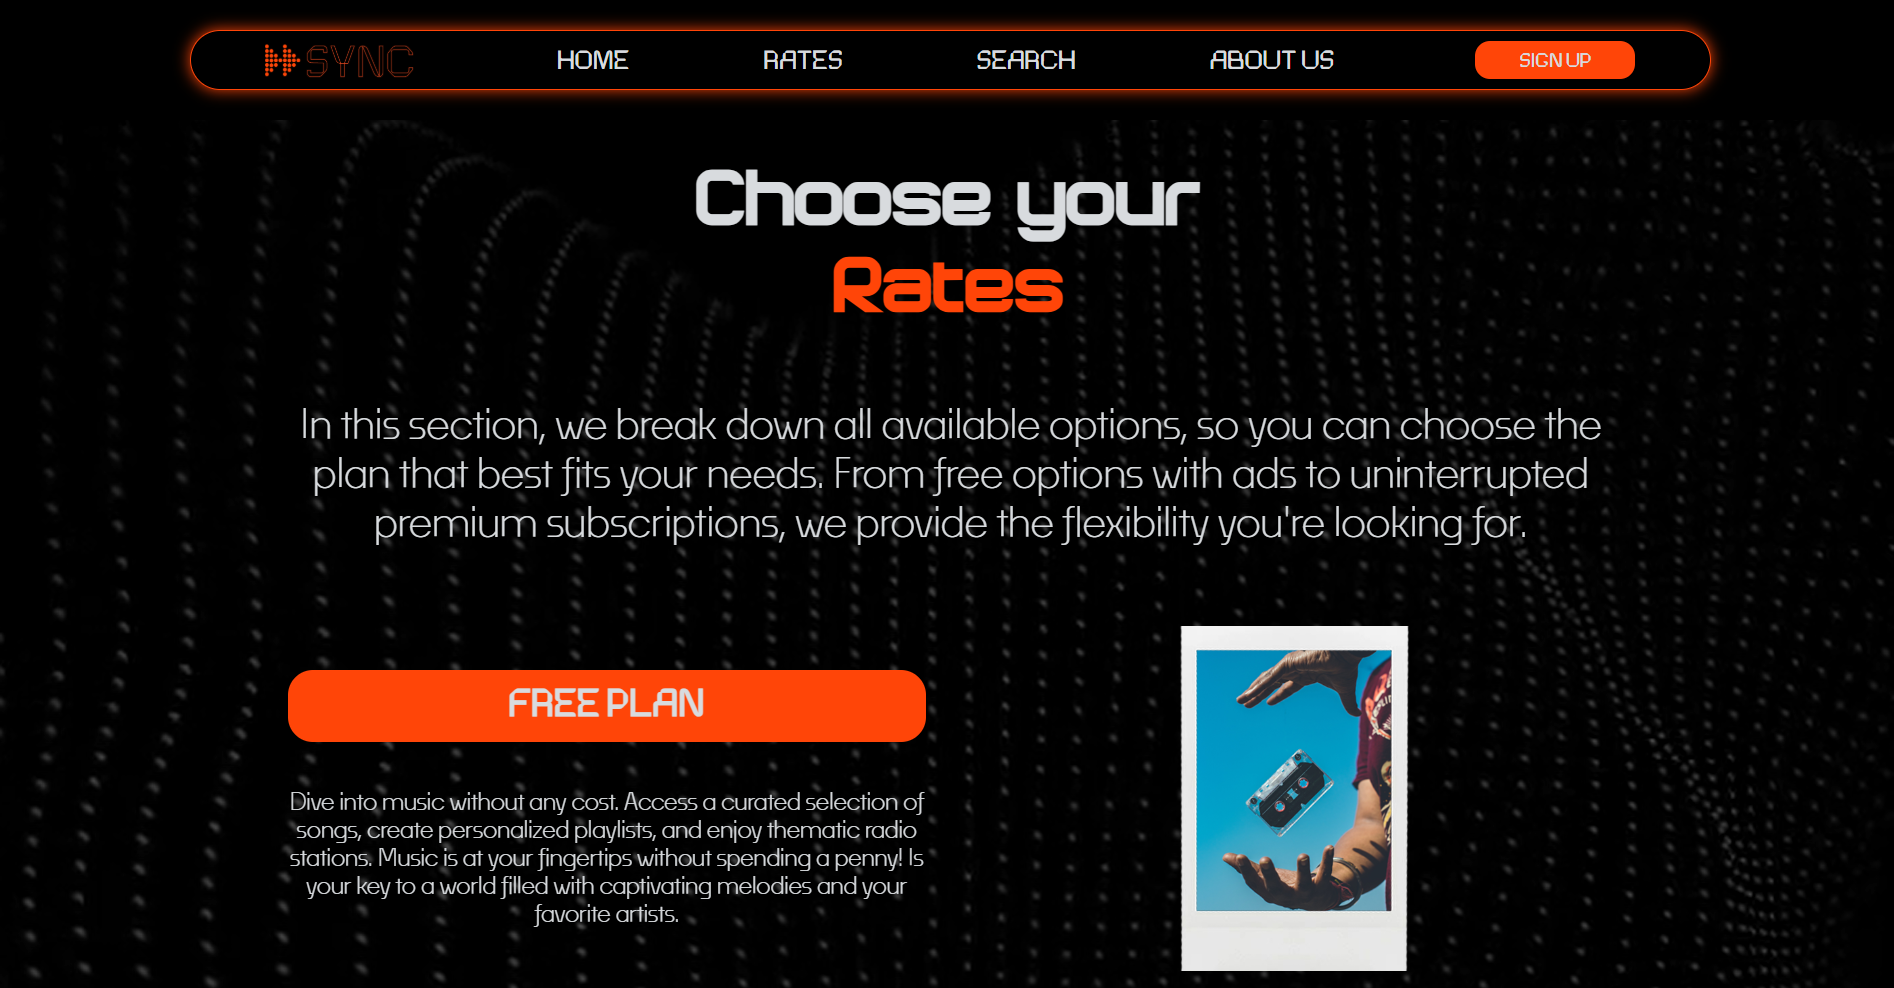 SYNC
HOME
RATES
SEARCH
ABOUT US
SIGN UP
Choose your
Rates
In this section, we break down all available options, so you can choose the
plan that best fits your needs. From free options with ads to uninterrupted
premium subscriptions, we provide the flexibility you're looking for.
FREE PLAN
Dive into music without any cost. Access a curated selection of
songs, create personalized playlists, and enjoy thematic radio
stations. Music is at your fingertips without spending a penny! Is
your key to a world filled with captivating melodies and your
favorite artists.